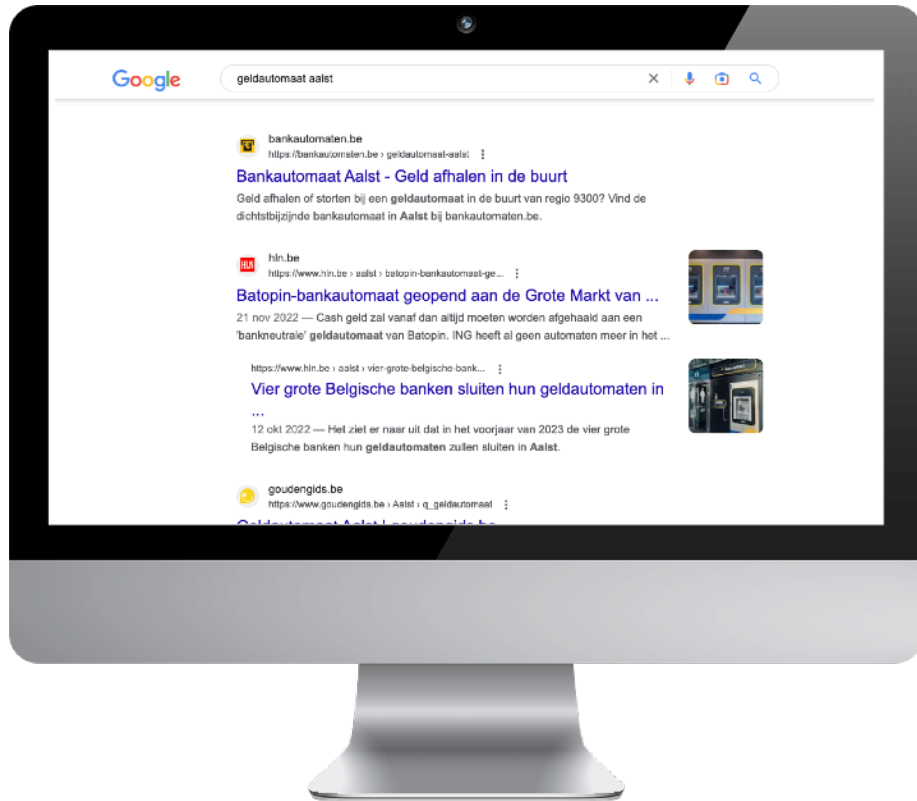 Google
geldautomaat aalst
bankautomaten.be
https://bankautomaten.be › geldautomaat-aalst
Bankautomaat Aalst - Geld afhalen in de buurt
Geld afhalen of storten bij een geldautomaat in de buurt van regio 9300? Vind de
dichtstbijzijnde bankautomaat in Aalst bij bankautomaten.be.
HLN
hln.be
https://www.hln.be › aalst › batopin-bankautomaat-ge...
Batopin-bankautomaat geopend aan de Grote Markt van ...
21 nov 2022 — Cash geld zal vanaf dan altijd moeten worden afgehaald aan een
'bankneutrale' geldautomaat van Batopin. ING heeft al geen automaten meer in het ...
https://www.hln.be › aalst › vier-grote-belgische-bank...
Vier grote Belgische banken sluiten hun geldautomaten in
...
12 okt 2022 — Het ziet er naar uit dat in het voorjaar van 2023 de vier grote
Belgische banken hun geldautomaten zullen sluiten in Aalst.
goudengids.be
https://www.goudengids.be › Aalst › q_geldautomaat
Geldautomaat Aalst | goudengids.be